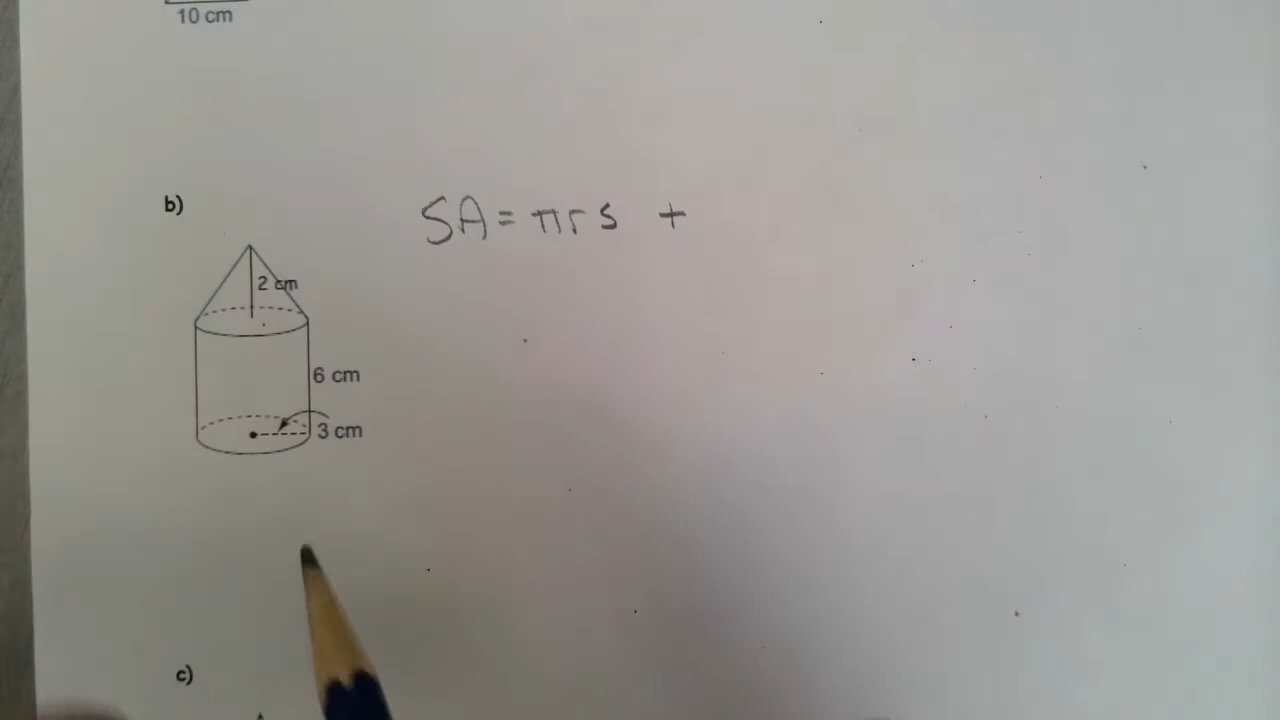 10 cm
b)
SA = πrs +
2 cm
6 cm
3 cm
c)